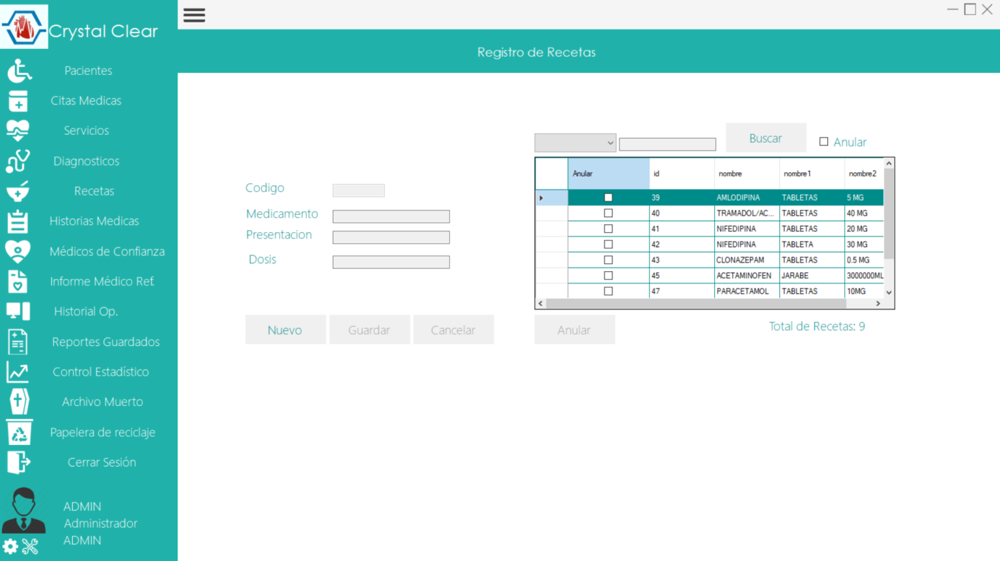 Crystal Clear
Pacientes
Citas Medicas
Servicios
Diagnosticos
Recetas
Historias Medicas
Médicos de Confianza
Informe Médico Ref.
Historial Op.
Reportes Guardados
Control Estadístico
Archivo Muerto
Papelera de reciclaje
Cerrar Sesión
ADMIN
Administrador
ADMIN
Registro de Recetas
Codigo
Medicamento
Presentacion
Dosis
Nuevo Guardar Cancelar
Buscar Anular
Anular id nombre nombre1 nombre2
39 AMLODIPINA TABLETAS 5 MG
40 TRAMADOL/AC... TABLETAS 40 MG
41 NIFEDIPINA TABLETAS 20 MG
42 NIFEDIPINA TABLETA 30 MG
43 CLONAZEPAM TABLETAS 0.5 MG
45 ACETAMINOFEN JARABE 3000000ML
47 PARACETAMOL TABLETAS 10MG
Anular
Total de Recetas: 9